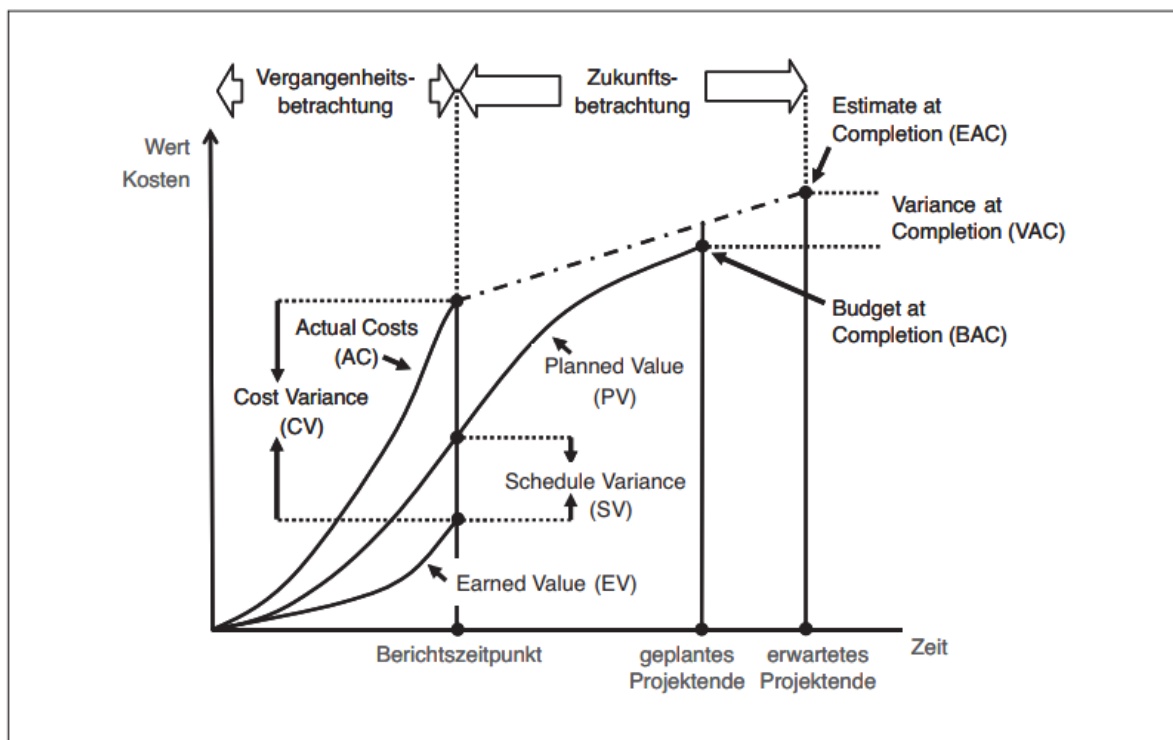 Vergangenheits-
betrachtung
Zukunfts-
betrachtung
Estimate at
Completion (EAC)
Wert
Kosten
Variance at
Completion (VAC)
Actual Costs
(AC)
Budget at
Completion (BAC)
Planned Value
(PV)
Cost Variance
(CV)
Schedule Variance
(SV)
Earned Value (EV)
Zeit
Berichtszeitpunkt
geplantes
Projektende
erwartetes
Projektende